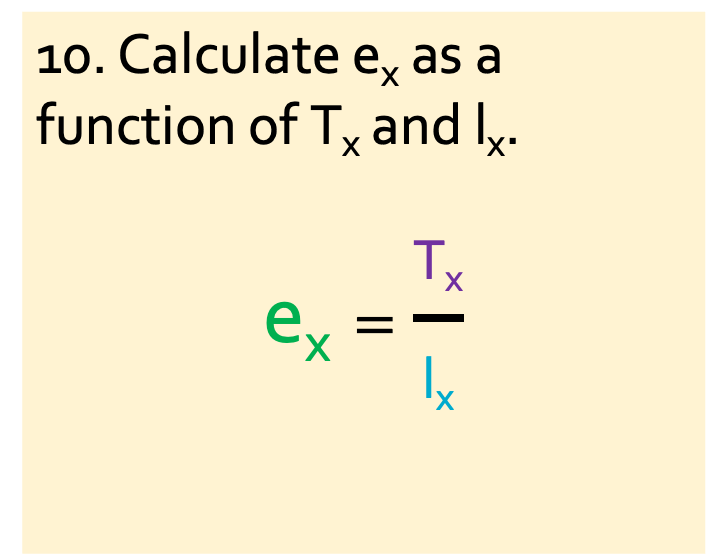 10. Calculate eₓ as a
function of Tₓ and lₓ.
Tₓ
eₓ =
lₓ